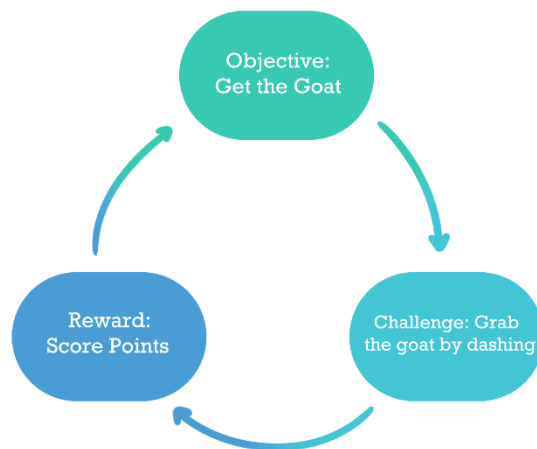 Objective:
Get the Goat
Challenge: Grab
the goat by dashing
Reward:
Score Points